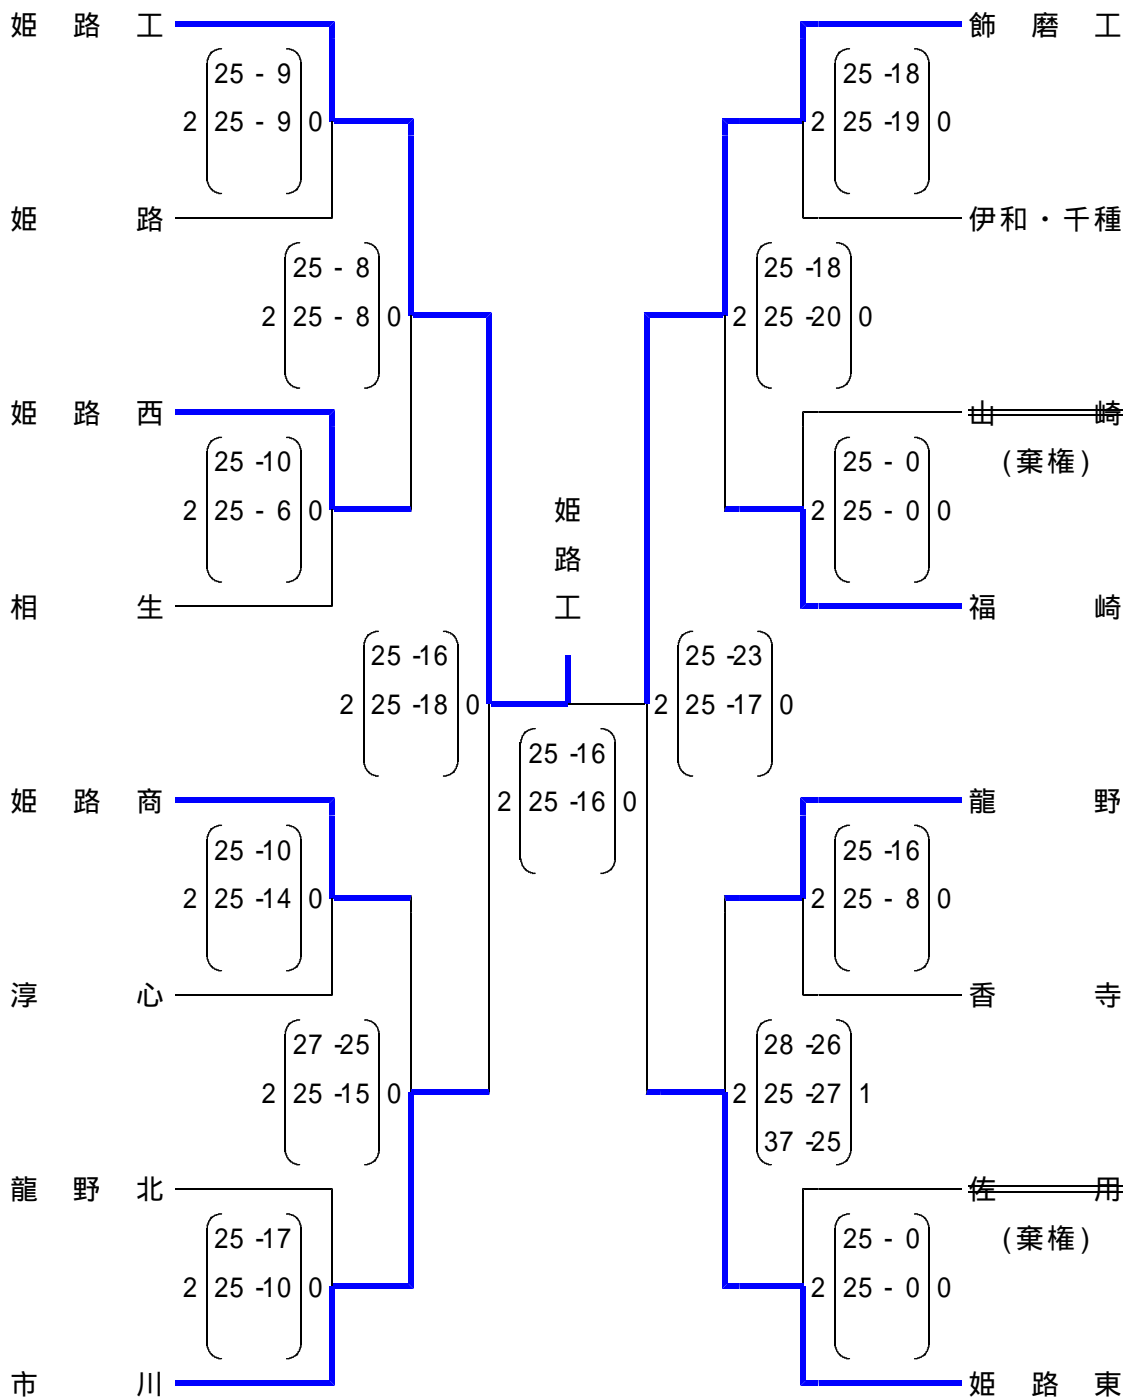 姫路工
25 - 9
2 25 - 9 0
姫路
25 - 8
2 25 - 8 0
姫路西
25 -10
2 25 - 6 0
相生
25 -16
2 25 -18 0
姫路商
25 -10
2 25 -14 0
淳心
27 -25
2 25 -15 0
龍野北
25 -17
2 25 -10 0
市川
姫路工
25 -16
2 25 -16 0
飾磨工
25 -18
2 25 -19 0
伊和・千種
25 -18
2 25 -20 0
山崎
(棄権)
25 - 0
2 25 - 0 0
福崎
25 -23
2 25 -17 0
龍野
25 -16
2 25 - 8 0
香寺
28 -26
2 25 -27 1
37 -25
佐用
(棄権)
25 - 0
2 25 - 0 0
姫路東